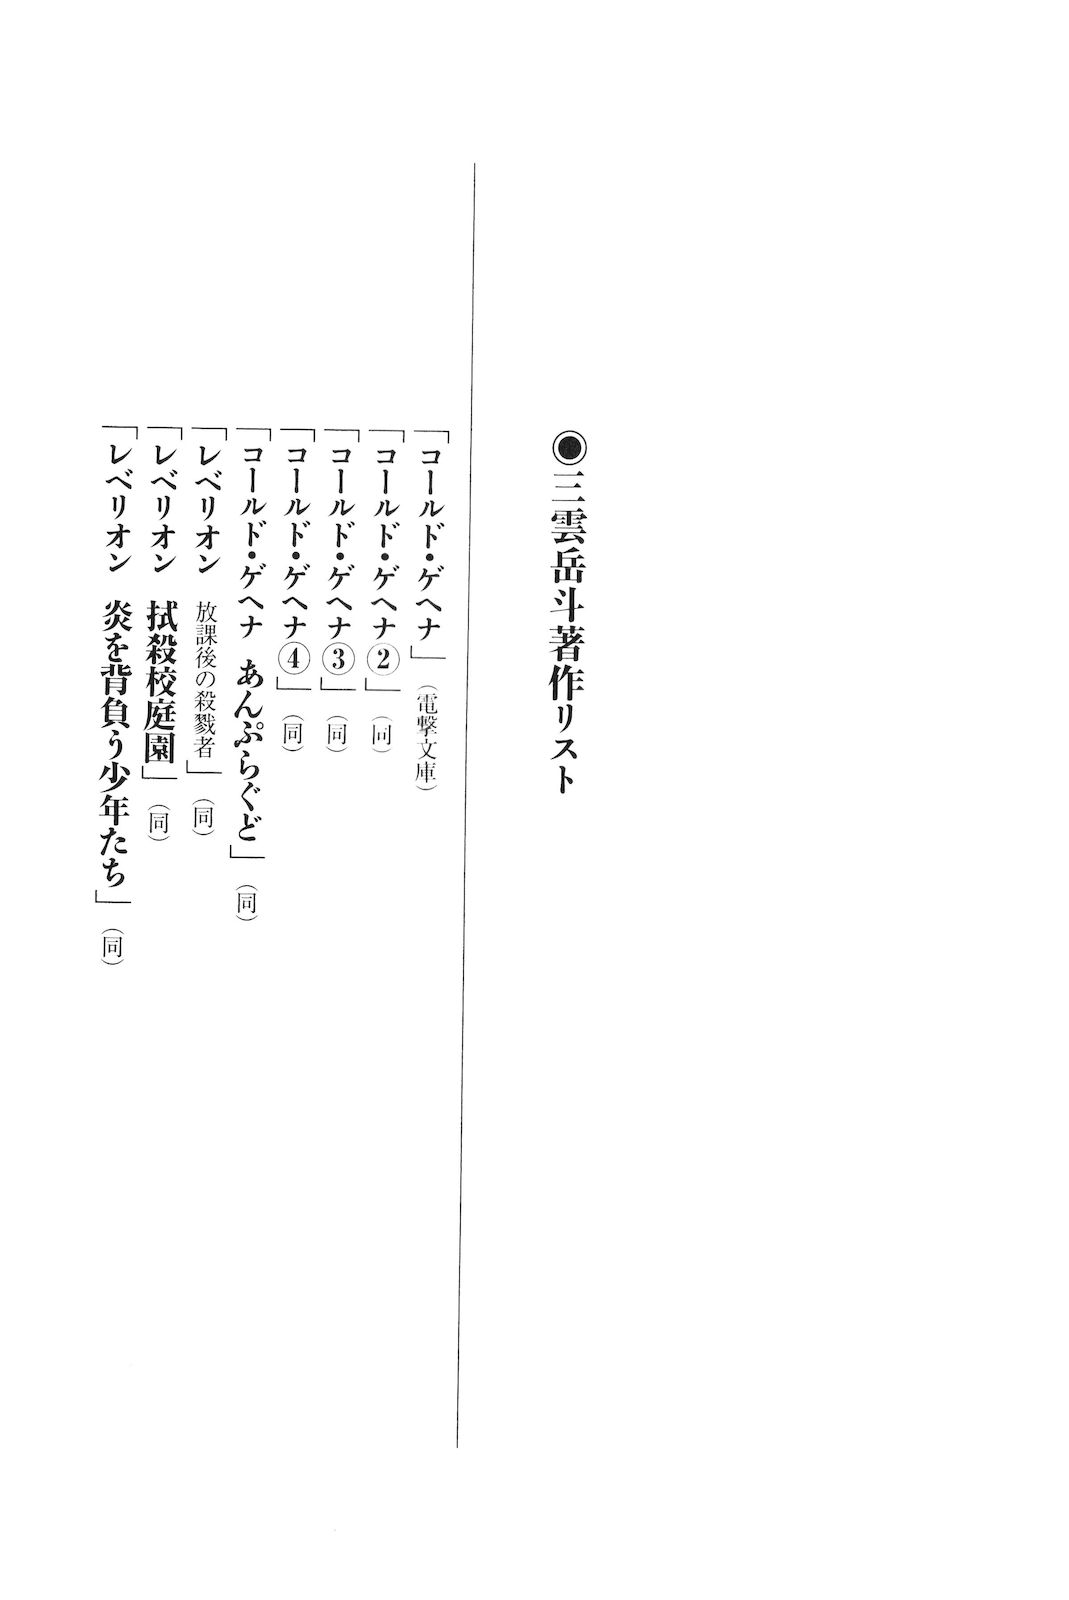 ◉三雲岳斗著作リスト
「コールド・ゲヘナ」（電撃文庫）
「コールド・ゲヘナ②」（同）
「コールド・ゲヘナ③」（同）
「コールド・ゲヘナ④」（同）
「コールド・ゲヘナ　あんぷらぐど」（同）
「レベリオン　放課後の殺戮者」（同）
「レベリオン　弑殺校庭園」（同）
「レベリオン　炎を背負う少年たち」（同）